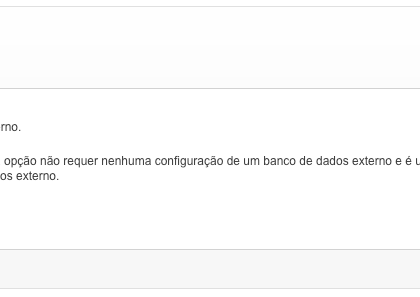 rno.
opção não requer nenhuma configuração de um banco de dados externo e é u
os externo.